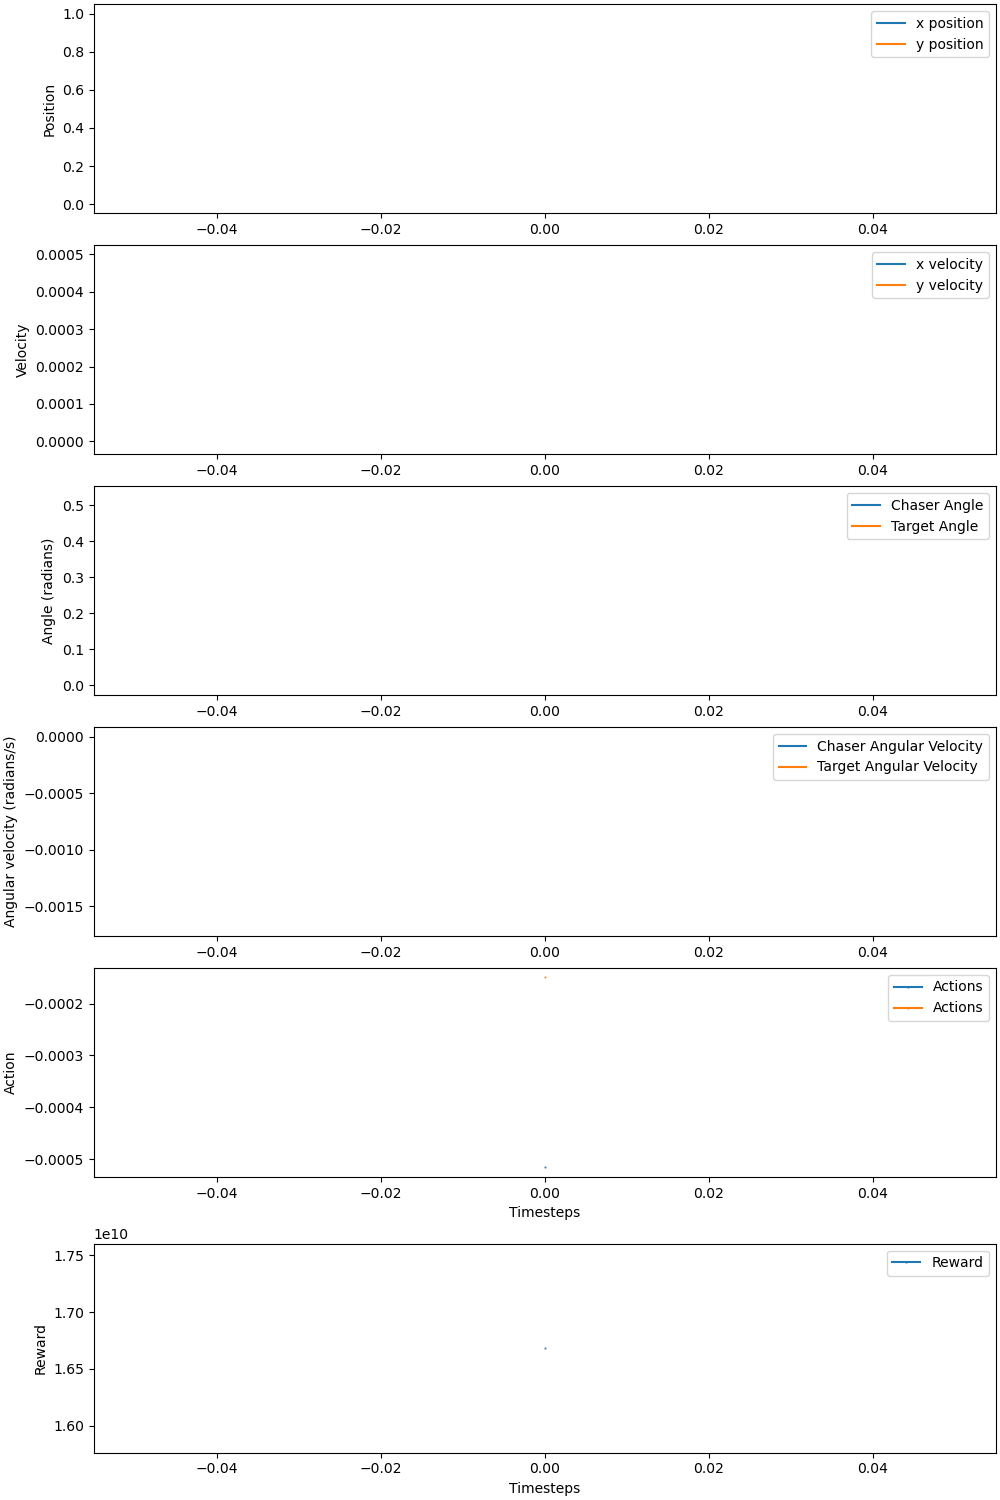 1.0
0.8
0.6
0.4
0.2
0.0
Position
x position
y position
−0.04 −0.02 0.00 0.02 0.04
0.0005
0.0004
0.0003
0.0002
0.0001
0.0000
Velocity
x velocity
y velocity
−0.04 −0.02 0.00 0.02 0.04
0.5
0.4
0.3
0.2
0.1
0.0
Angle (radians)
Chaser Angle
Target Angle
−0.04 −0.02 0.00 0.02 0.04
0.0000
−0.0005
−0.0010
−0.0015
Angular velocity (radians/s)
Chaser Angular Velocity
Target Angular Velocity
−0.04 −0.02 0.00 0.02 0.04
−0.0002
−0.0003
−0.0004
−0.0005
Action
Actions
Actions
−0.04 −0.02 0.00 0.02 0.04
Timesteps
1e10
1.75
1.70
1.65
1.60
Reward
Reward
−0.04 −0.02 0.00 0.02 0.04
Timesteps